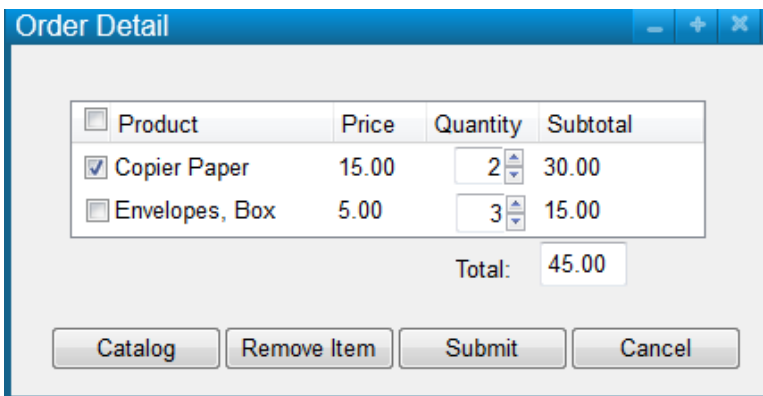 Order Detail
Product Price Quantity Subtotal
Copier Paper 15.00 2 30.00
Envelopes, Box 5.00 3 15.00
Total: 45.00
Catalog Remove Item Submit Cancel